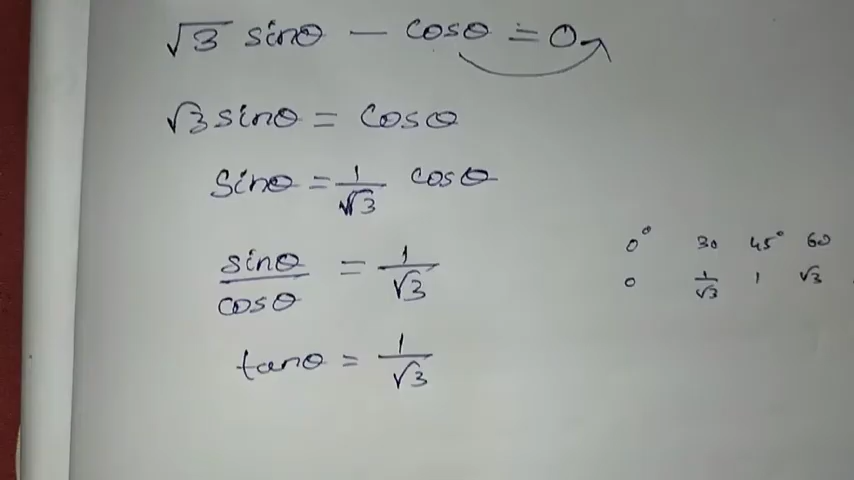 √3 sinθ − cosθ = 0
√3 sinθ = cosθ
sinθ = 1/√3 cosθ
sinθ/cosθ = 1/√3
0° 30 45° 60
0 1/√3 1 √3
tanθ = 1/√3